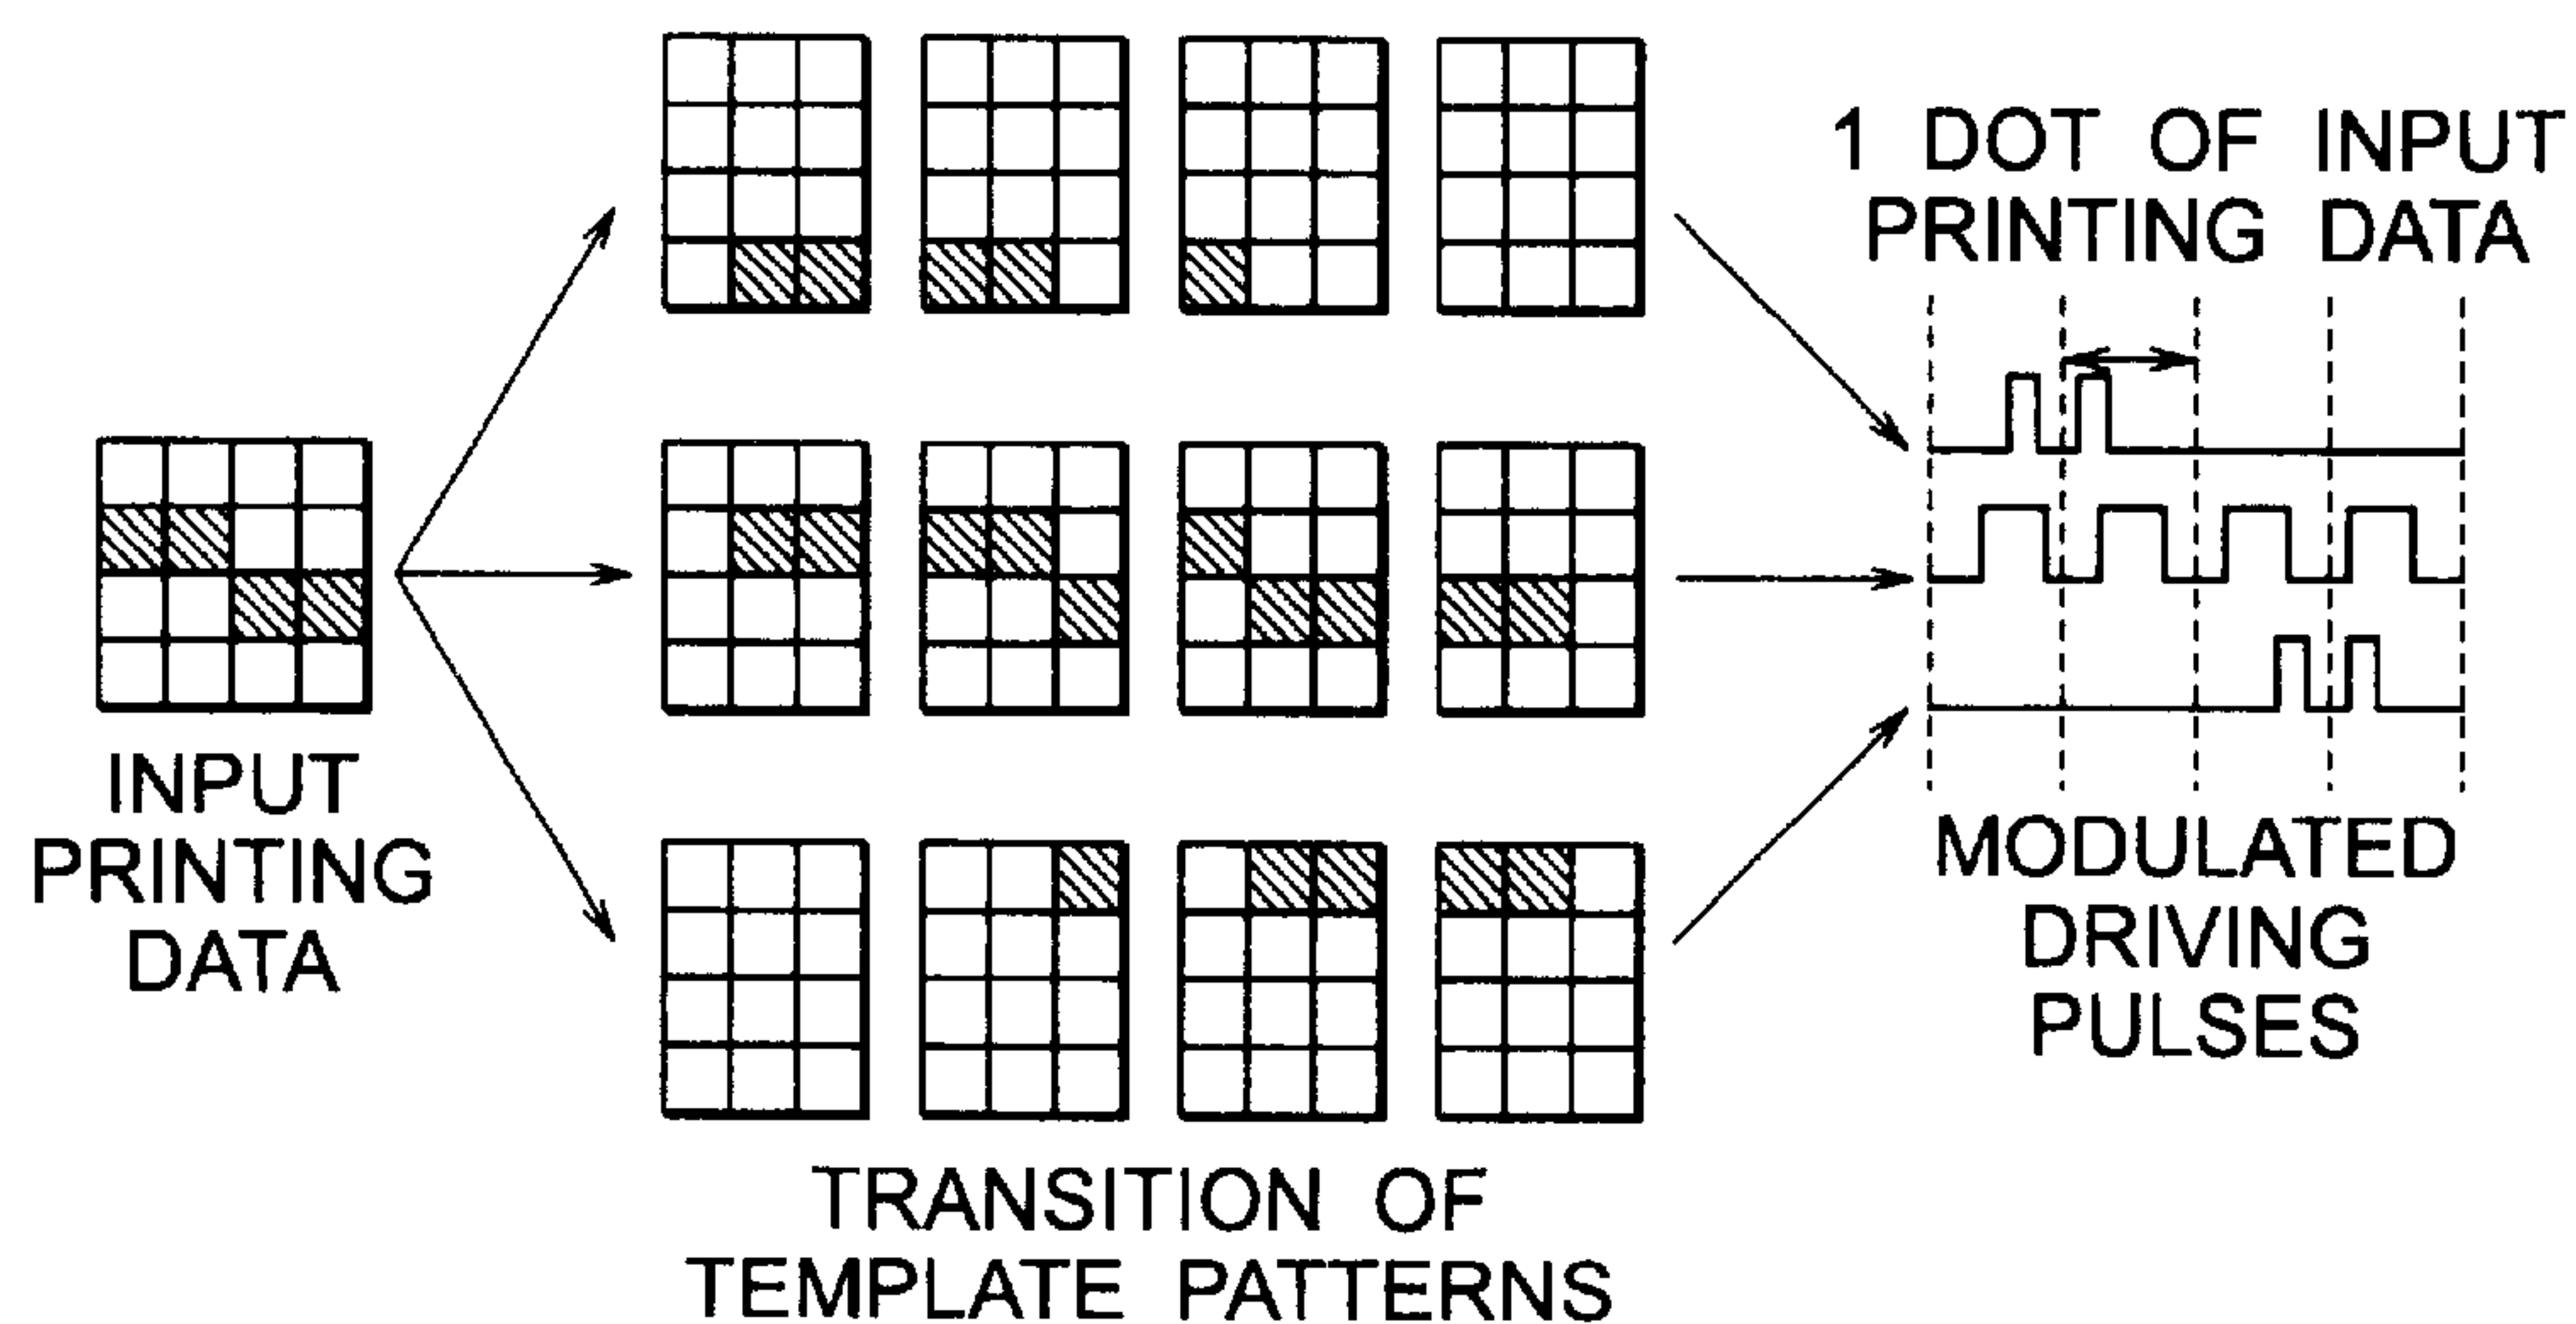 1 DOT OF INPUT
PRINTING DATA
INPUT
PRINTING
DATA
TRANSITION OF
TEMPLATE PATTERNS
MODULATED
DRIVING
PULSES